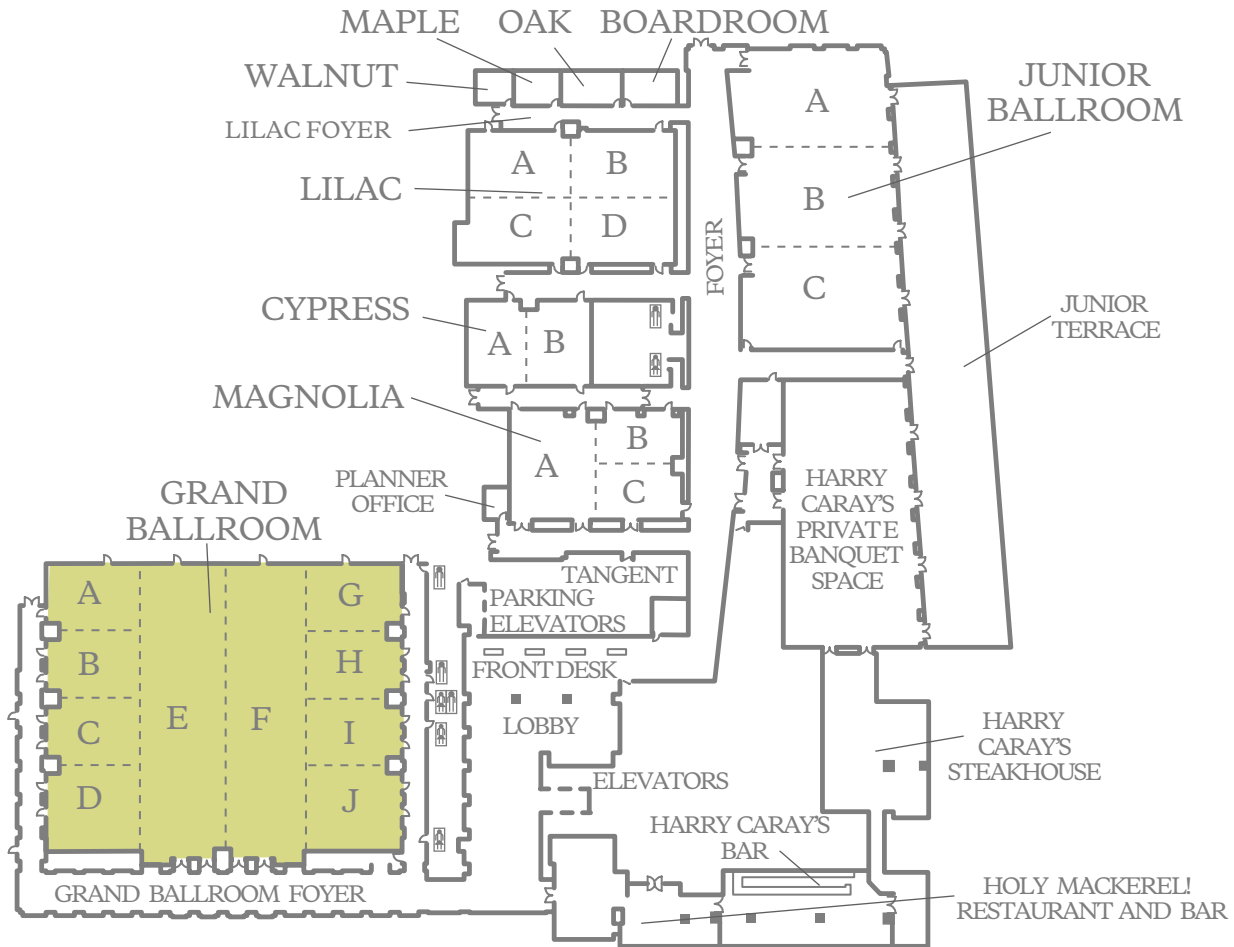 MAPLE OAK BOARDROOM
WALNUT
LILAC FOYER
LILAC
A B
C D
JUNIOR
BALLROOM
A
B
C
FOYER
JUNIOR
TERRACE
CYPRESS
A B
MAGNOLIA
A
B
C
PLANNER
OFFICE
HARRY
CARAY'S
PRIVATE
BANQUET
SPACE
GRAND
BALLROOM
A
B
C
D
E
F
G
H
I
J
TANGENT
PARKING
ELEVATORS
FRONT DESK
LOBBY
ELEVATORS
HARRY
CARAY'S
STEAKHOUSE
HARRY CARAY'S
BAR
GRAND BALLROOM FOYER
HOLY MACKEREL!
RESTAURANT AND BAR